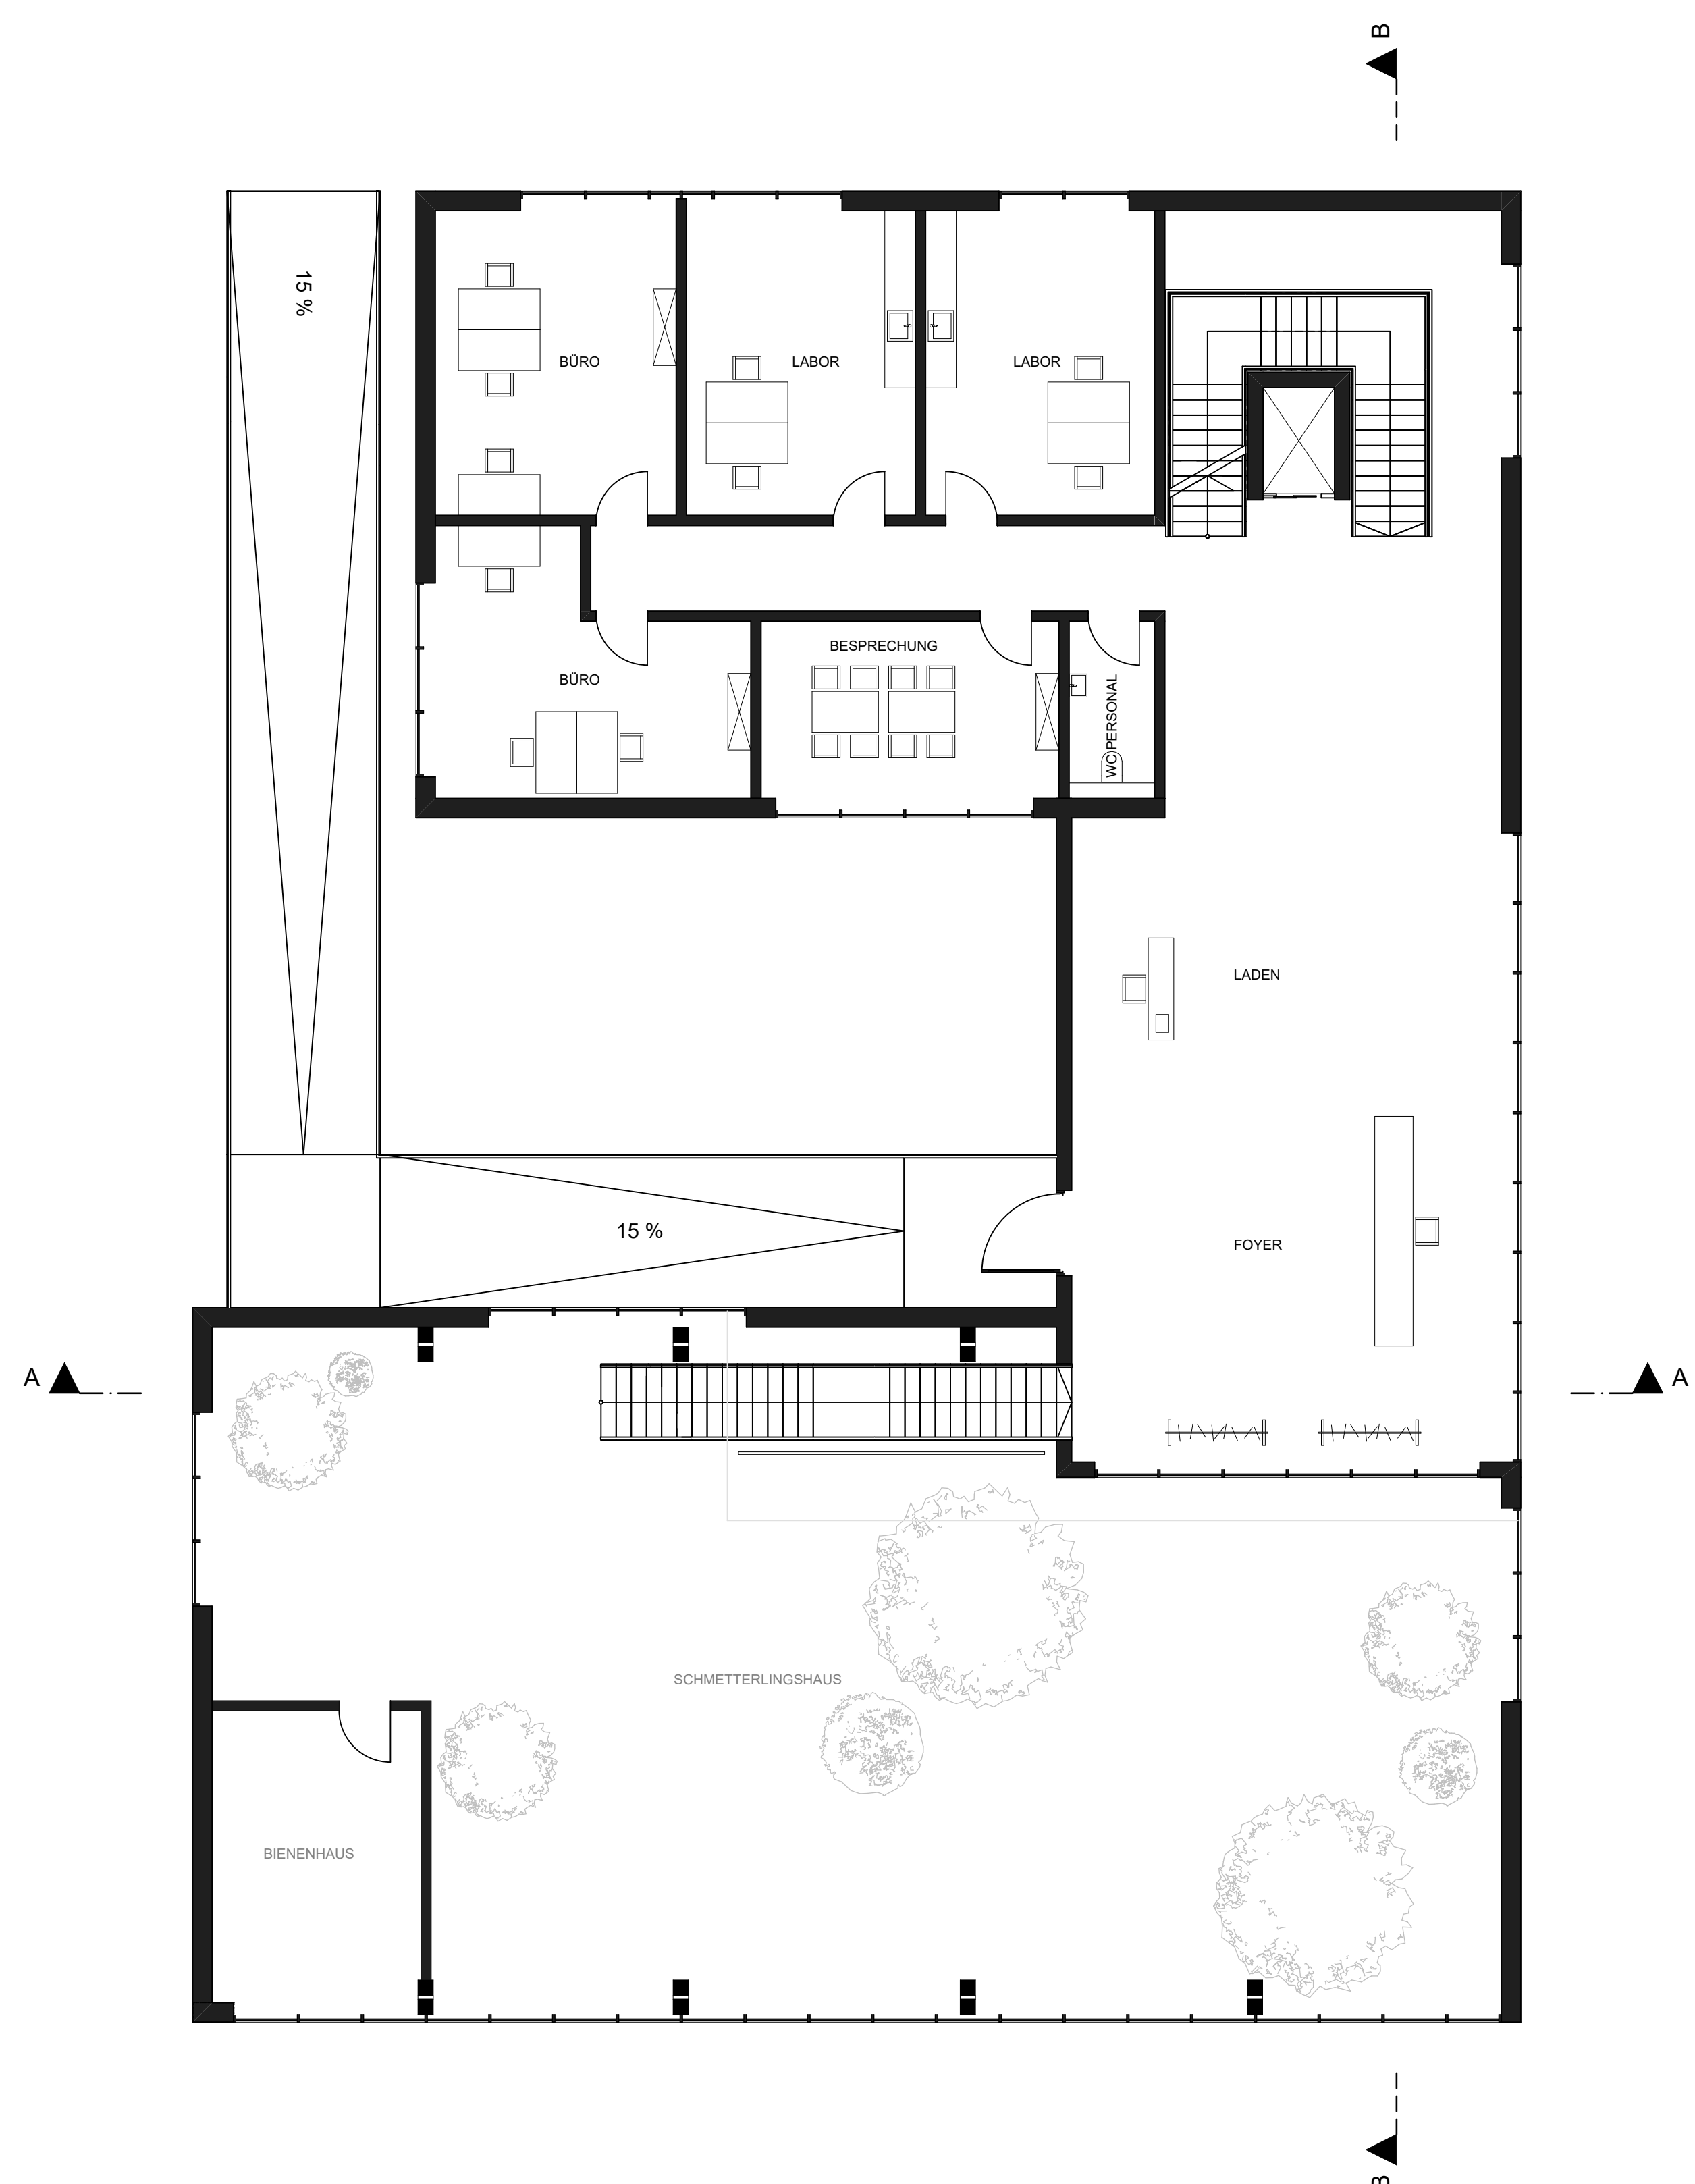 B
15 %
BÜRO
LABOR
LABOR
BESPRECHUNG
BÜRO
WC PERSONAL
LADEN
15 %
FOYER
A
A
SCHMETTERLINGSHAUS
BIENENHAUS
B